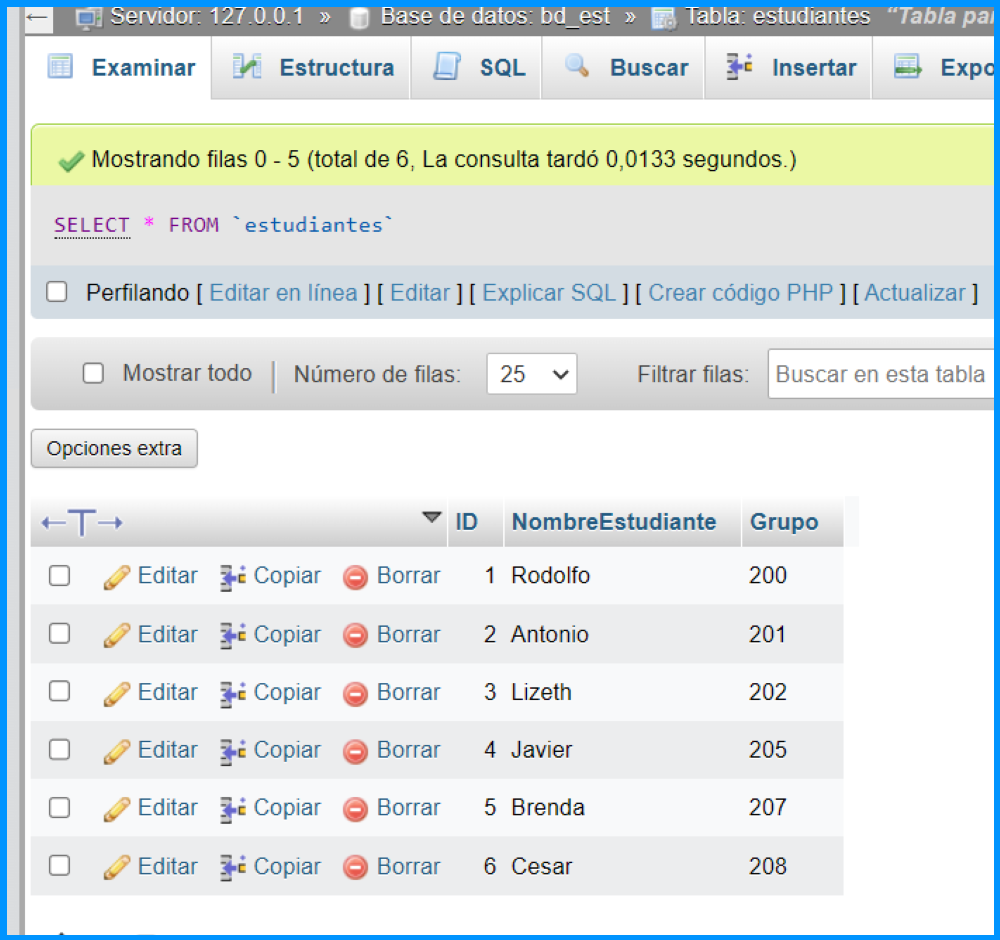 Servidor: 127.0.0.1 » Base de datos: bd_est » Tabla: estudiantes "Tabla par
Examinar Estructura SQL Buscar Insertar Expo
Mostrando filas 0 - 5 (total de 6, La consulta tardó 0,0133 segundos.)
SELECT * FROM `estudiantes`
Perfilando [ Editar en línea ] [ Editar ] [ Explicar SQL ] [ Crear código PHP ] [ Actualizar ]
Mostrar todo | Número de filas: 25 Filtrar filas: Buscar en esta tabla
Opciones extra
←T→ ID NombreEstudiante Grupo
Editar Copiar Borrar 1 Rodolfo 200
Editar Copiar Borrar 2 Antonio 201
Editar Copiar Borrar 3 Lizeth 202
Editar Copiar Borrar 4 Javier 205
Editar Copiar Borrar 5 Brenda 207
Editar Copiar Borrar 6 Cesar 208